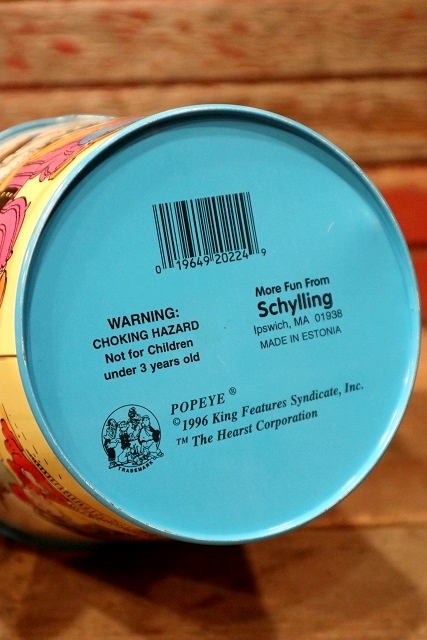 0 19649 20224 9
WARNING:
CHOKING HAZARD
Not for Children
under 3 years old
More Fun From
Schylling
Ipswich, MA 01938
MADE IN ESTONIA
POPEYE ®
©1996 King Features Syndicate, Inc.
™ The Hearst Corporation
TRADEMARK